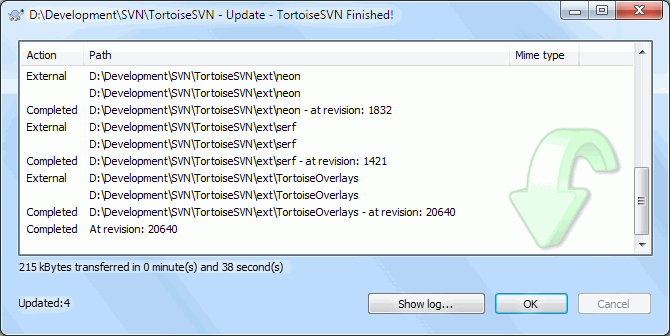 D:\Development\SVN\TortoiseSVN - Update - TortoiseSVN Finished!
Action Path Mime type
External D:\Development\SVN\TortoiseSVN\ext\neon
D:\Development\SVN\TortoiseSVN\ext\neon
Completed D:\Development\SVN\TortoiseSVN\ext\neon - at revision: 1832
External D:\Development\SVN\TortoiseSVN\ext\serf
D:\Development\SVN\TortoiseSVN\ext\serf
Completed D:\Development\SVN\TortoiseSVN\ext\serf - at revision: 1421
External D:\Development\SVN\TortoiseSVN\ext\TortoiseOverlays
D:\Development\SVN\TortoiseSVN\ext\TortoiseOverlays
Completed D:\Development\SVN\TortoiseSVN\ext\TortoiseOverlays - at revision: 20640
Completed At revision: 20640
215 kBytes transferred in 0 minute(s) and 38 second(s)
Updated:4 Show log... OK Cancel